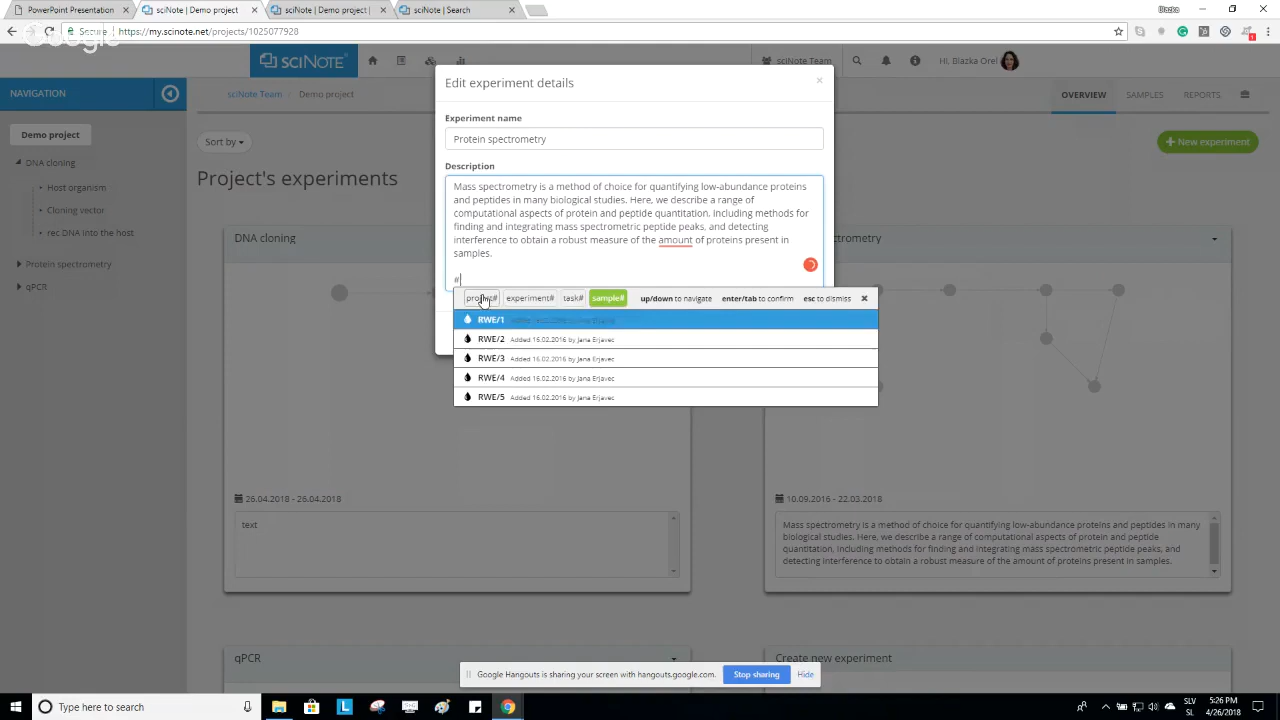 PowerPoint Presentation
sciNote | Demo project
sciNote | Demo project |
sciNote | Search
Blazka
Secure
https://my.scinote.net/projects/1025077928
Google
sciNOTE
sciNote Team
Hi, Blazka Orel
NAVIGATION
sciNote Team / Demo project
OVERVIEW
SAMPLES
REPORTS
Demo project
DNA cloning
Host organism
Cloning vector
rec DNA into the host
Protein spectrometry
qPCR
Sort by
New experiment
Project's experiments
DNA cloning
Edit experiment details
×
Experiment name
Protein spectrometry
Description
Mass spectrometry is a method of choice for quantifying low-abundance proteins
and peptides in many biological studies. Here, we describe a range of
computational aspects of protein and peptide quantitation, including methods for
finding and integrating mass spectrometric peptide peaks, and detecting
interference to obtain a robust measure of the amount of proteins present in
samples.
#
project# experiment# task# sample# up/down to navigate enter/tab to confirm esc to dismiss
RWE/1
RWE/2 Added 16.02.2016 by Jana Erjavec
RWE/3 Added 16.02.2016 by Jana Erjavec
RWE/4 Added 16.02.2016 by Jana Erjavec
RWE/5 Added 16.02.2016 by Jana Erjavec
26.04.2018 - 26.04.2018
text
10.09.2016 - 22.03.2018
Mass spectrometry is a method of choice for quantifying low-abundance proteins and peptides in many
biological studies. Here, we describe a range of computational aspects of protein and peptide
quantitation, including methods for finding and integrating mass spectrometric peptide peaks, and
detecting interference to obtain a robust measure of the amount of proteins present in samples.
qPCR
Create new experiment
Google Hangouts is sharing your screen with hangouts.google.com.
Stop sharing
Hide
Type here to search
SLV
SL
5:26 PM
4/26/2018